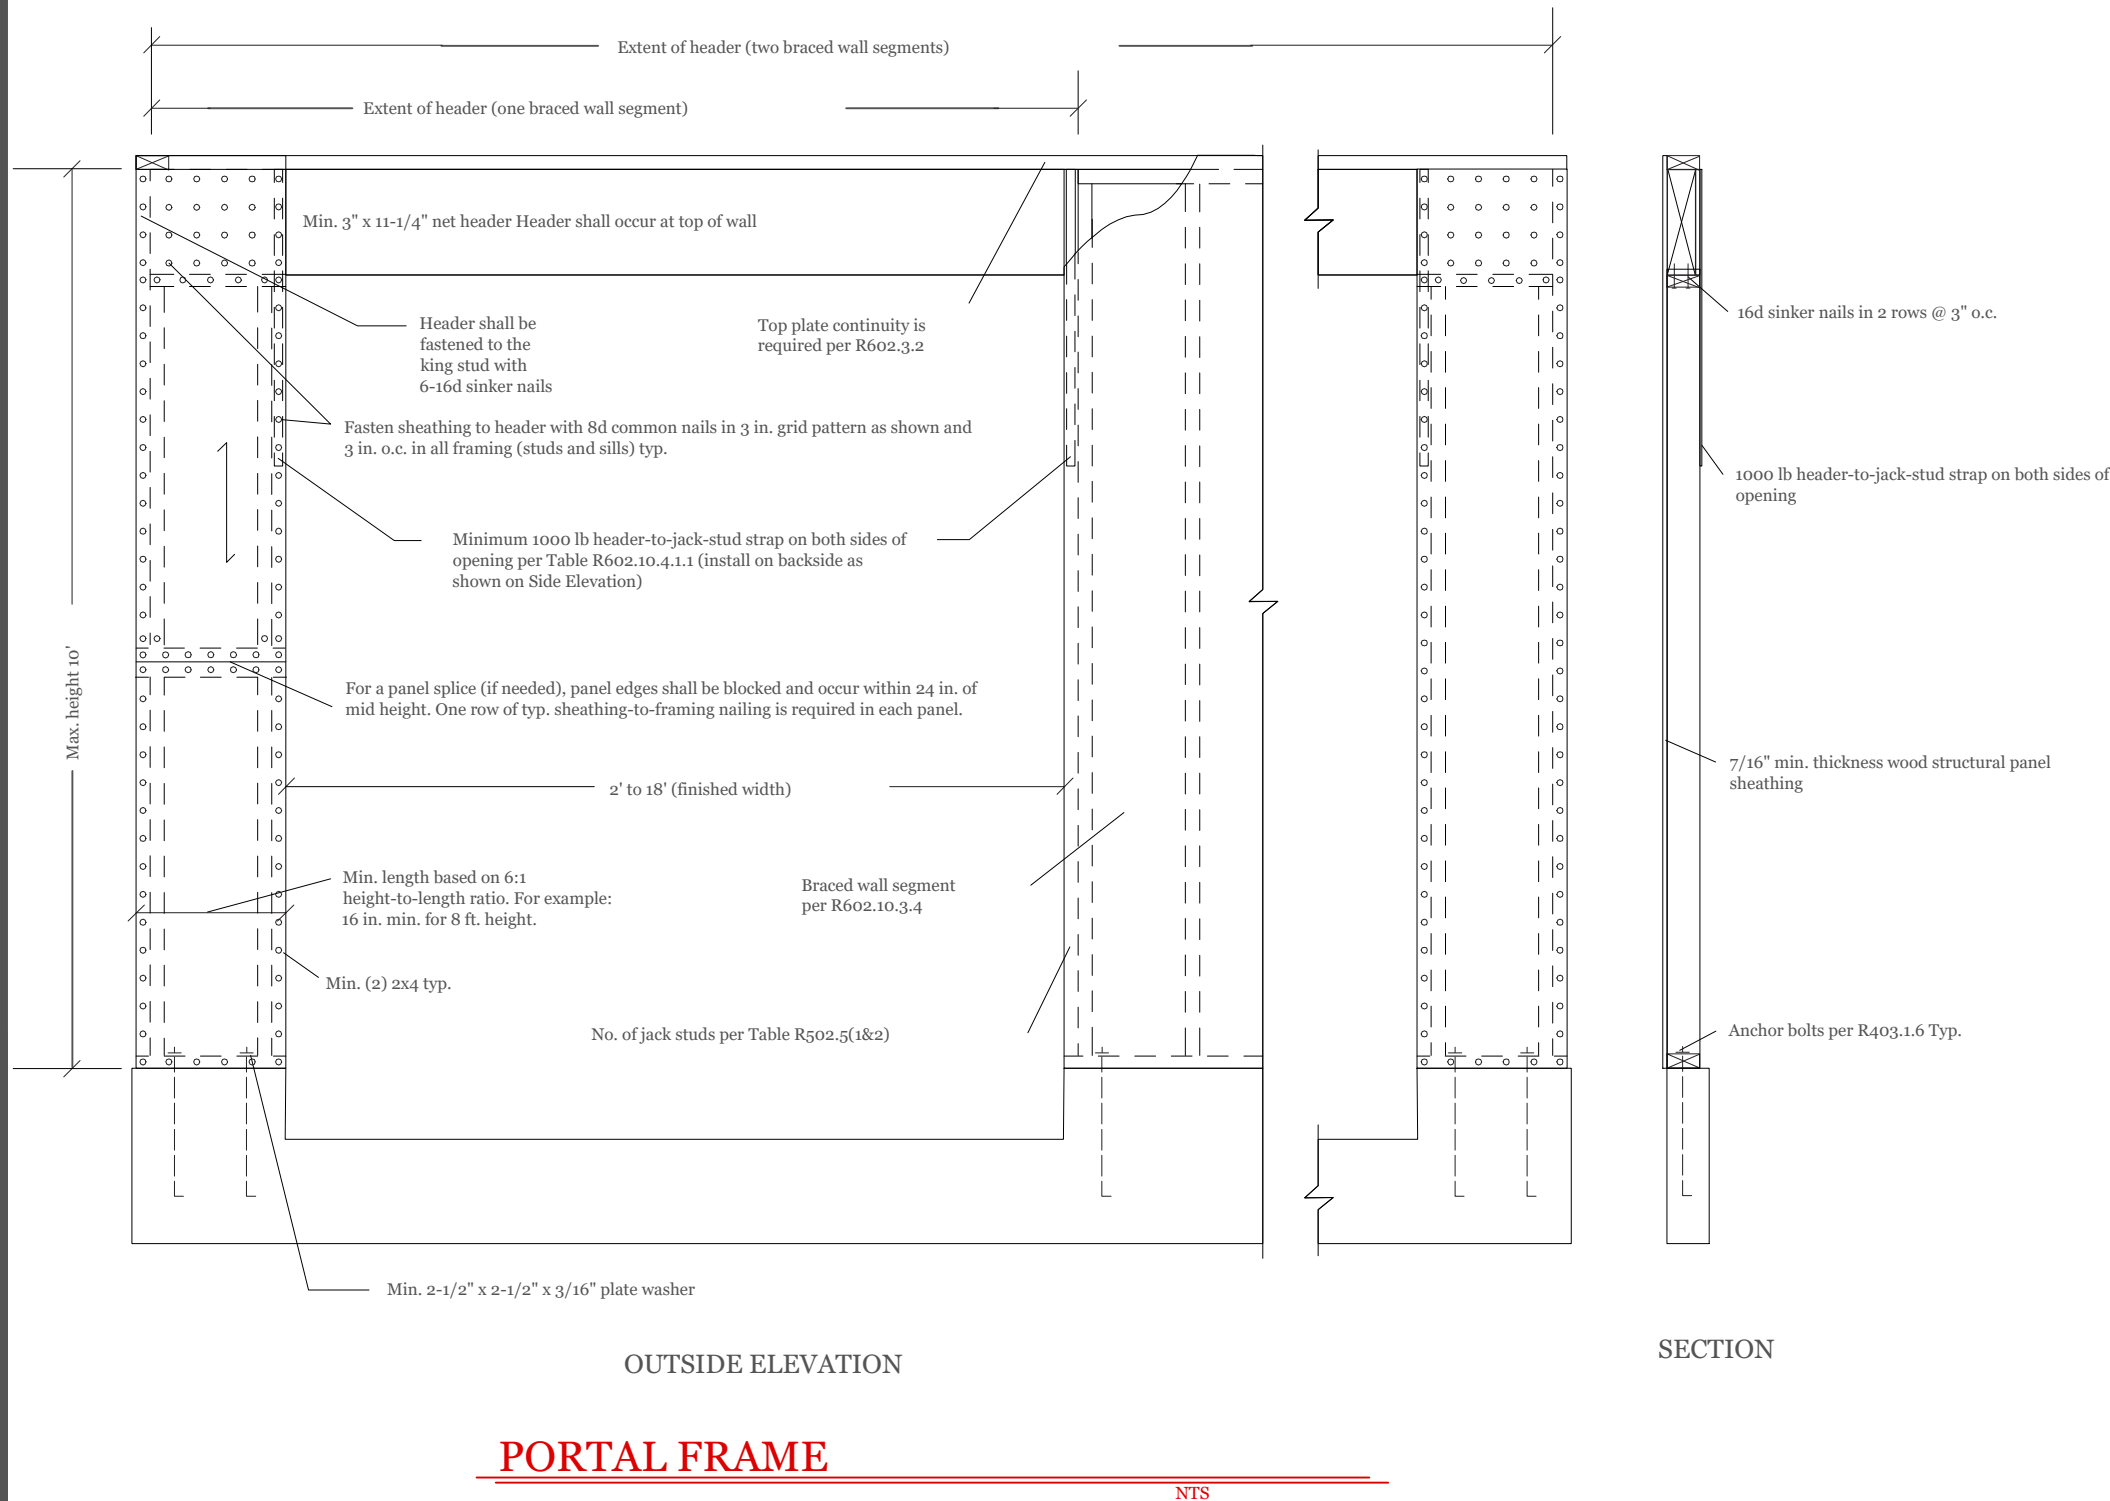 Extent of header (two braced wall segments)
Extent of header (one braced wall segment)
Min. 3" x 11-1/4" net header Header shall occur at top of wall
Header shall be
fastened to the
king stud with
6-16d sinker nails
Top plate continuity is
required per R602.3.2
16d sinker nails in 2 rows @ 3" o.c.
Fasten sheathing to header with 8d common nails in 3 in. grid pattern as shown and
3 in. o.c. in all framing (studs and sills) typ.
1000 lb header-to-jack-stud strap on both sides of
opening
Minimum 1000 lb header-to-jack-stud strap on both sides of
opening per Table R602.10.4.1.1 (install on backside as
shown on Side Elevation)
Max. height 10'
For a panel splice (if needed), panel edges shall be blocked and occur within 24 in. of
mid height. One row of typ. sheathing-to-framing nailing is required in each panel.
2' to 18' (finished width)
7/16" min. thickness wood structural panel
sheathing
Min. length based on 6:1
height-to-length ratio. For example:
16 in. min. for 8 ft. height.
Braced wall segment
per R602.10.3.4
Min. (2) 2x4 typ.
No. of jack studs per Table R502.5(1&2)
Anchor bolts per R403.1.6 Typ.
Min. 2-1/2" x 2-1/2" x 3/16" plate washer
OUTSIDE ELEVATION
SECTION
PORTAL FRAME
NTS